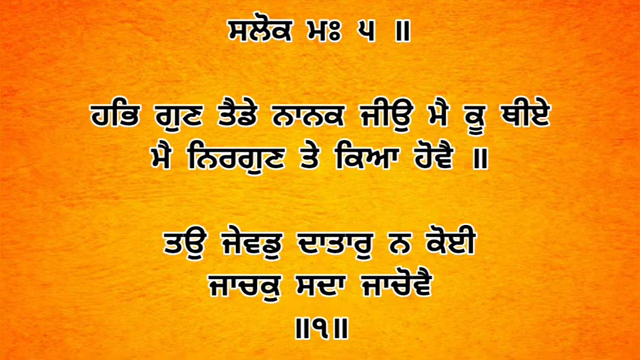 ਸਲੋਕ ਮਃ ੫ ॥
ਹਭਿ ਗੁਣ ਤੈਡੇ ਨਾਨਕ ਜੀਉ ਮੈ ਕੂ ਥੀਏ
ਮੈ ਨਿਰਗੁਣ ਤੇ ਕਿਆ ਹੋਵੈ ॥
ਤਉ ਜੇਵਡੁ ਦਾਤਾਰੁ ਨ ਕੋਈ
ਜਾਚਕੁ ਸਦਾ ਜਾਚੋਵੈ
॥੧॥